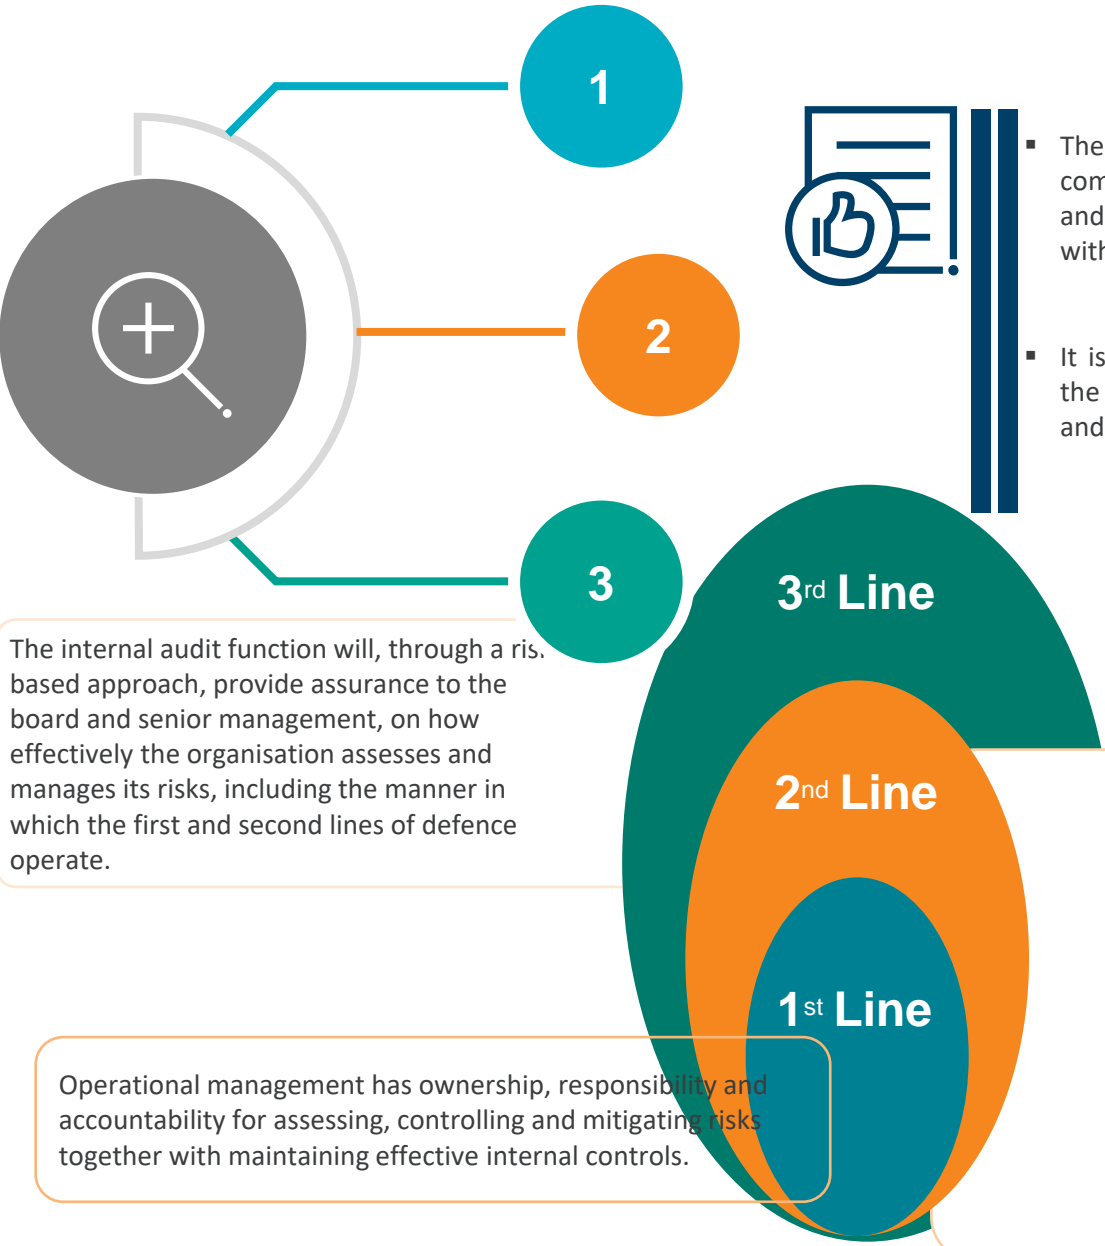 1
2
3
The
and
It is
the
and
3rd Line
The internal audit function will, through a
based approach, provide assurance to the
board and senior management, on how
effectively the organisation assesses and
manages its risks, including the manner in
which the first and second lines of defence
operate.
2nd Line
1st Line
Operational management has ownership, responsibility and
accountability for assessing, controlling and mitigating risks
together with maintaining effective internal controls.